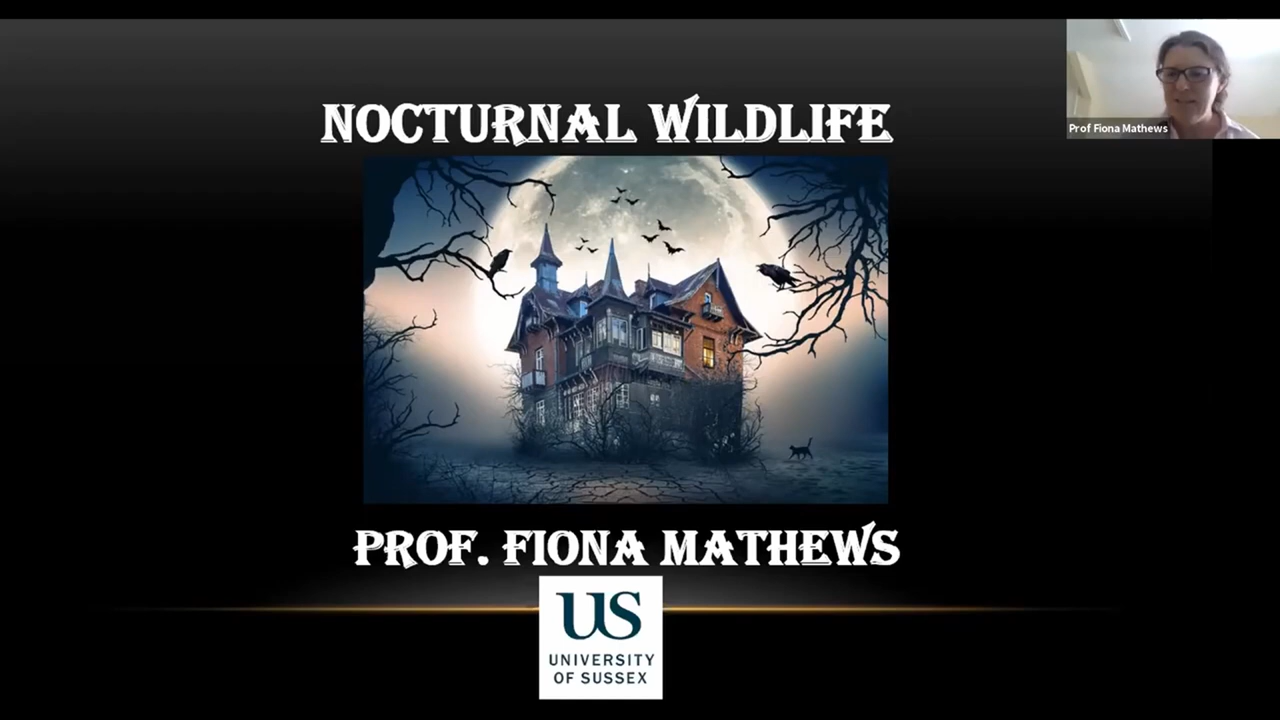 NOCTURNAL WILDLIFE
Prof Fiona Mathews
PROF. FIONA MATHEWS
US
UNIVERSITY
OF SUSSEX